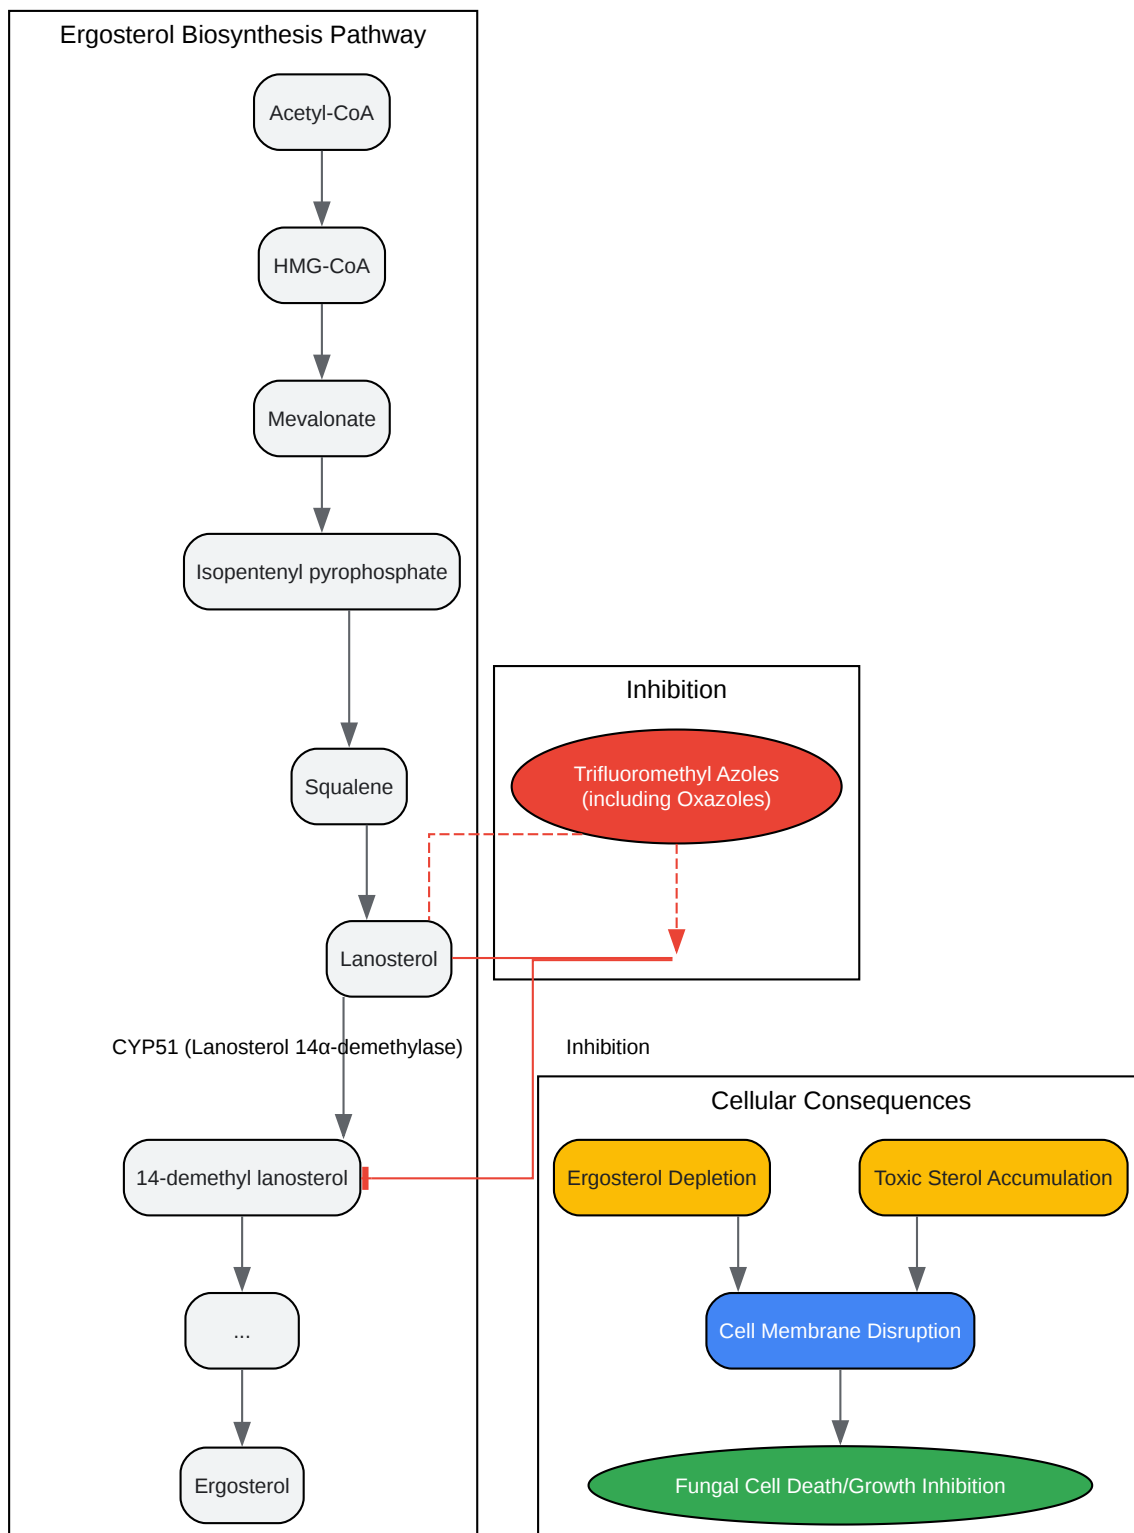 Ergosterol Biosynthesis Pathway
Acetyl-CoA
HMG-CoA
Mevalonate
Isopentenyl pyrophosphate
Squalene
Lanosterol
CYP51 (Lanosterol 14α-demethylase)
14-demethyl lanosterol
...
Ergosterol
Inhibition
Trifluoromethyl Azoles
(including Oxazoles)
Inhibition
Cellular Consequences
Ergosterol Depletion
Toxic Sterol Accumulation
Cell Membrane Disruption
Fungal Cell Death/Growth Inhibition